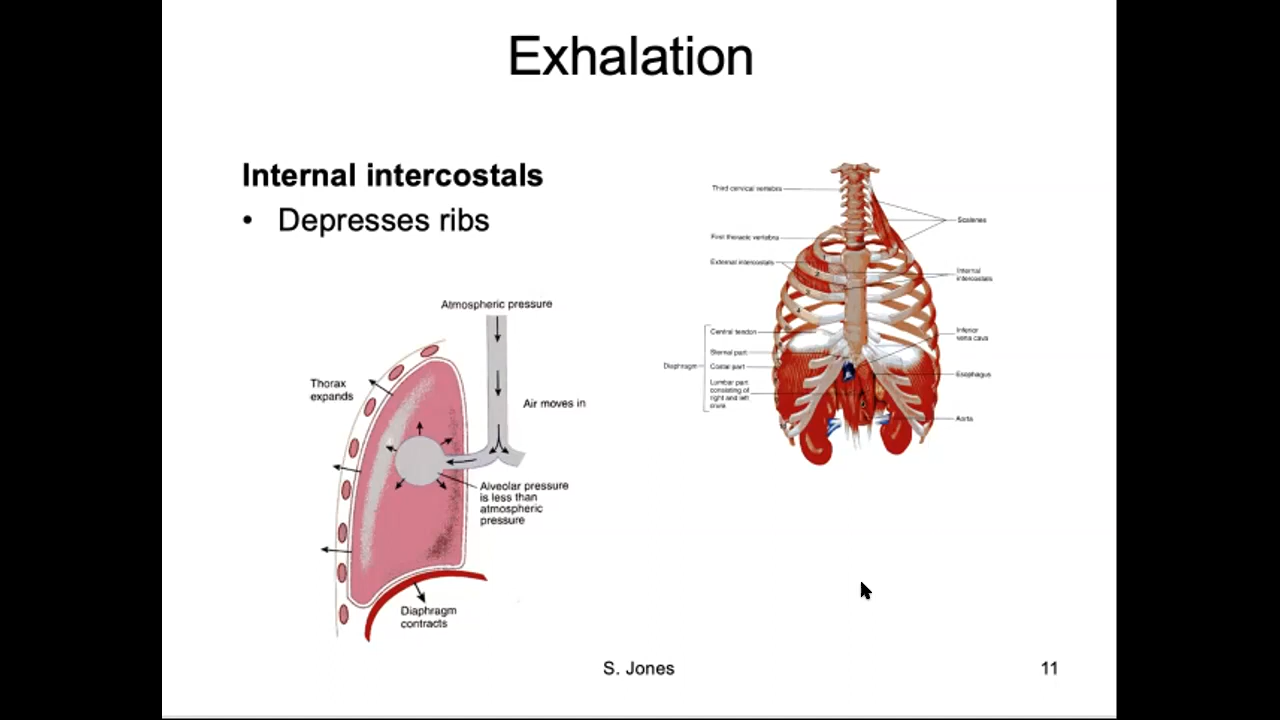 Exhalation
Internal intercostals
• Depresses ribs
Atmospheric pressure
Thorax
expands
Air moves in
Alveolar pressure
is less than
atmospheric
pressure
Diaphragm
contracts
Third cervical vertebra
Scalenes
First thoracic vertebra
External intercostals
Internal
intercostals
Central tendon
Sternal part
Diaphragm
Costal part
Lumbar part
consisting of
right and left
crura
Inferior
vena cava
Esophagus
Aorta
S. Jones
11